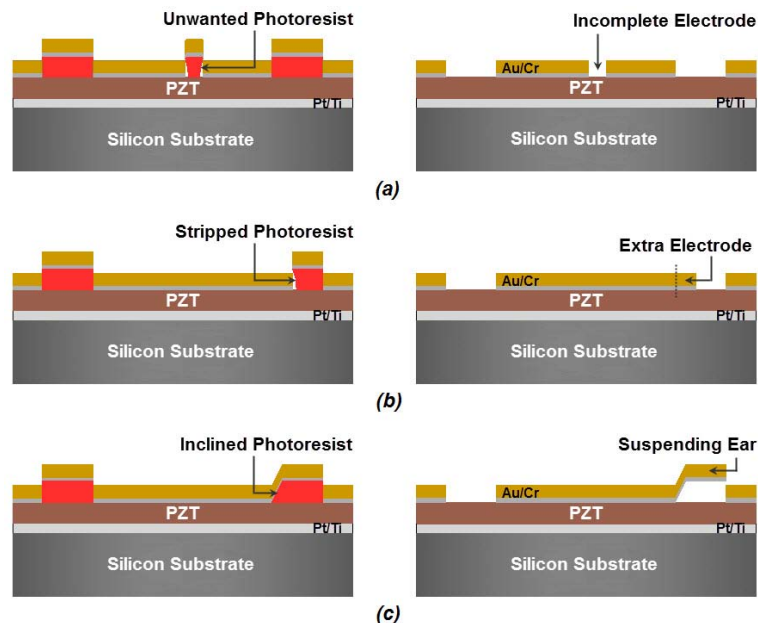 Unwanted Photoresist
Incomplete Electrode
Au/Cr
PZT
PZT
Pt/Ti
Pt/Ti
Silicon Substrate
Silicon Substrate
(a)
Stripped Photoresist
Extra Electrode
Au/Cr
PZT
PZT
Pt/Ti
Pt/Ti
Silicon Substrate
Silicon Substrate
(b)
Inclined Photoresist
Suspending Ear
Au/Cr
PZT
PZT
Pt/Ti
Pt/Ti
Silicon Substrate
Silicon Substrate
(c)